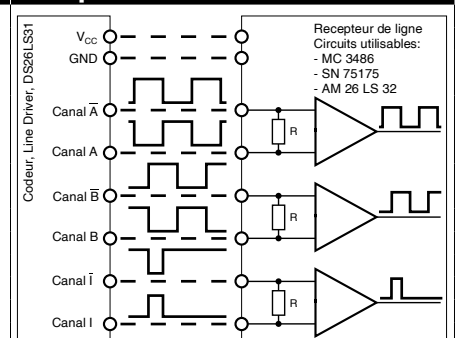 Codeur, Line Driver, DS26LS31
VCC
GND
Canal A̅
Canal A
Canal B̅
Canal B
Canal I̅
Canal I
Recepteur de ligne
Circuits utilisables:
- MC 3486
- SN 75175
- AM 26 LS 32
R
R
R